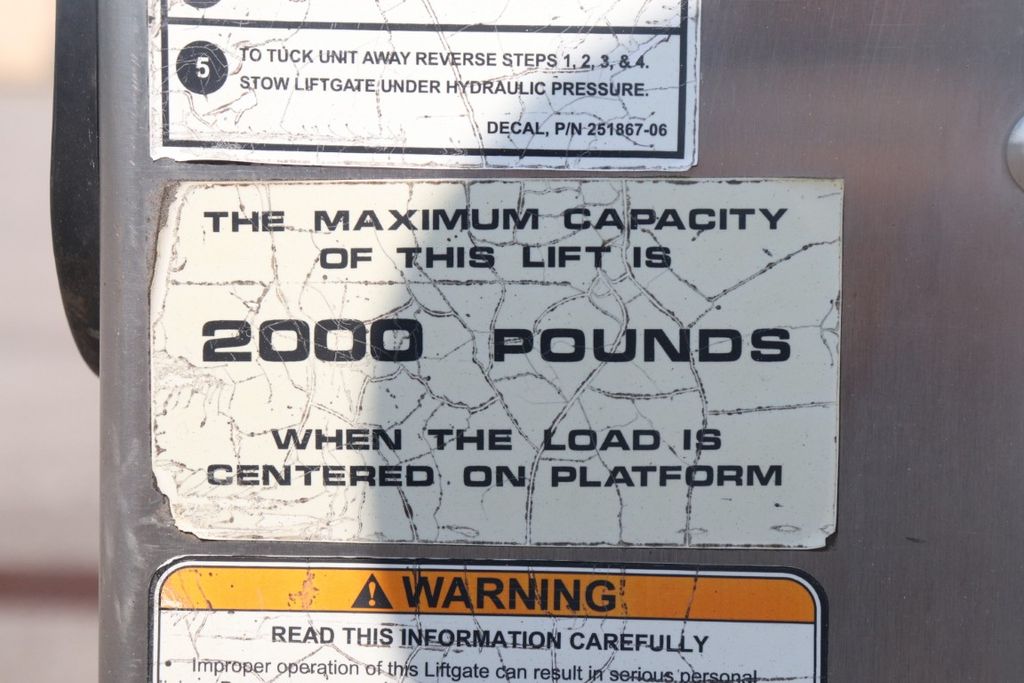 5 TO TUCK UNIT AWAY REVERSE STEPS 1, 2, 3, & 4.
STOW LIFTGATE UNDER HYDRAULIC PRESSURE.
DECAL, P/N 251867-06
THE MAXIMUM CAPACITY
OF THIS LIFT IS
2000 POUNDS
WHEN THE LOAD IS
CENTERED ON PLATFORM
WARNING
READ THIS INFORMATION CAREFULLY
• Improper operation of this Liftgate can result in serious personal